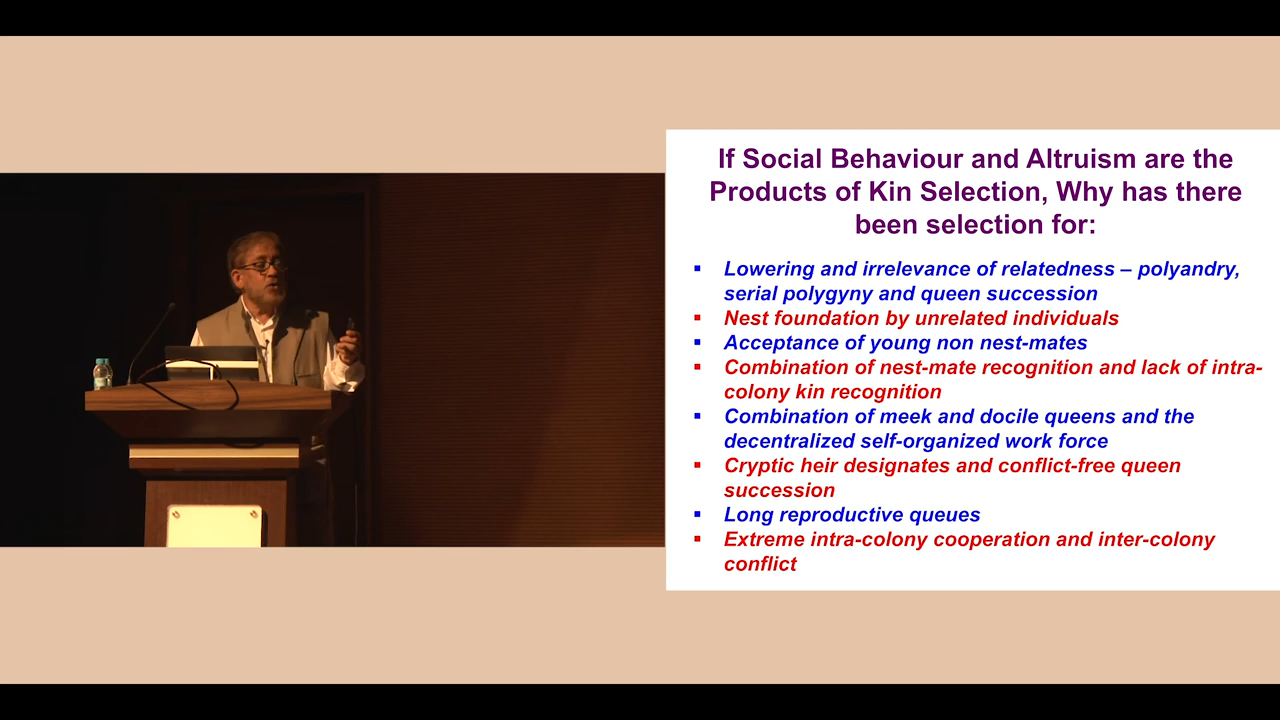 If Social Behaviour and Altruism are the
Products of Kin Selection, Why has there
been selection for:
▪ Lowering and irrelevance of relatedness – polyandry,
serial polygyny and queen succession
▪ Nest foundation by unrelated individuals
▪ Acceptance of young non nest-mates
▪ Combination of nest-mate recognition and lack of intra-
colony kin recognition
▪ Combination of meek and docile queens and the
decentralized self-organized work force
▪ Cryptic heir designates and conflict-free queen
succession
▪ Long reproductive queues
▪ Extreme intra-colony cooperation and inter-colony
conflict